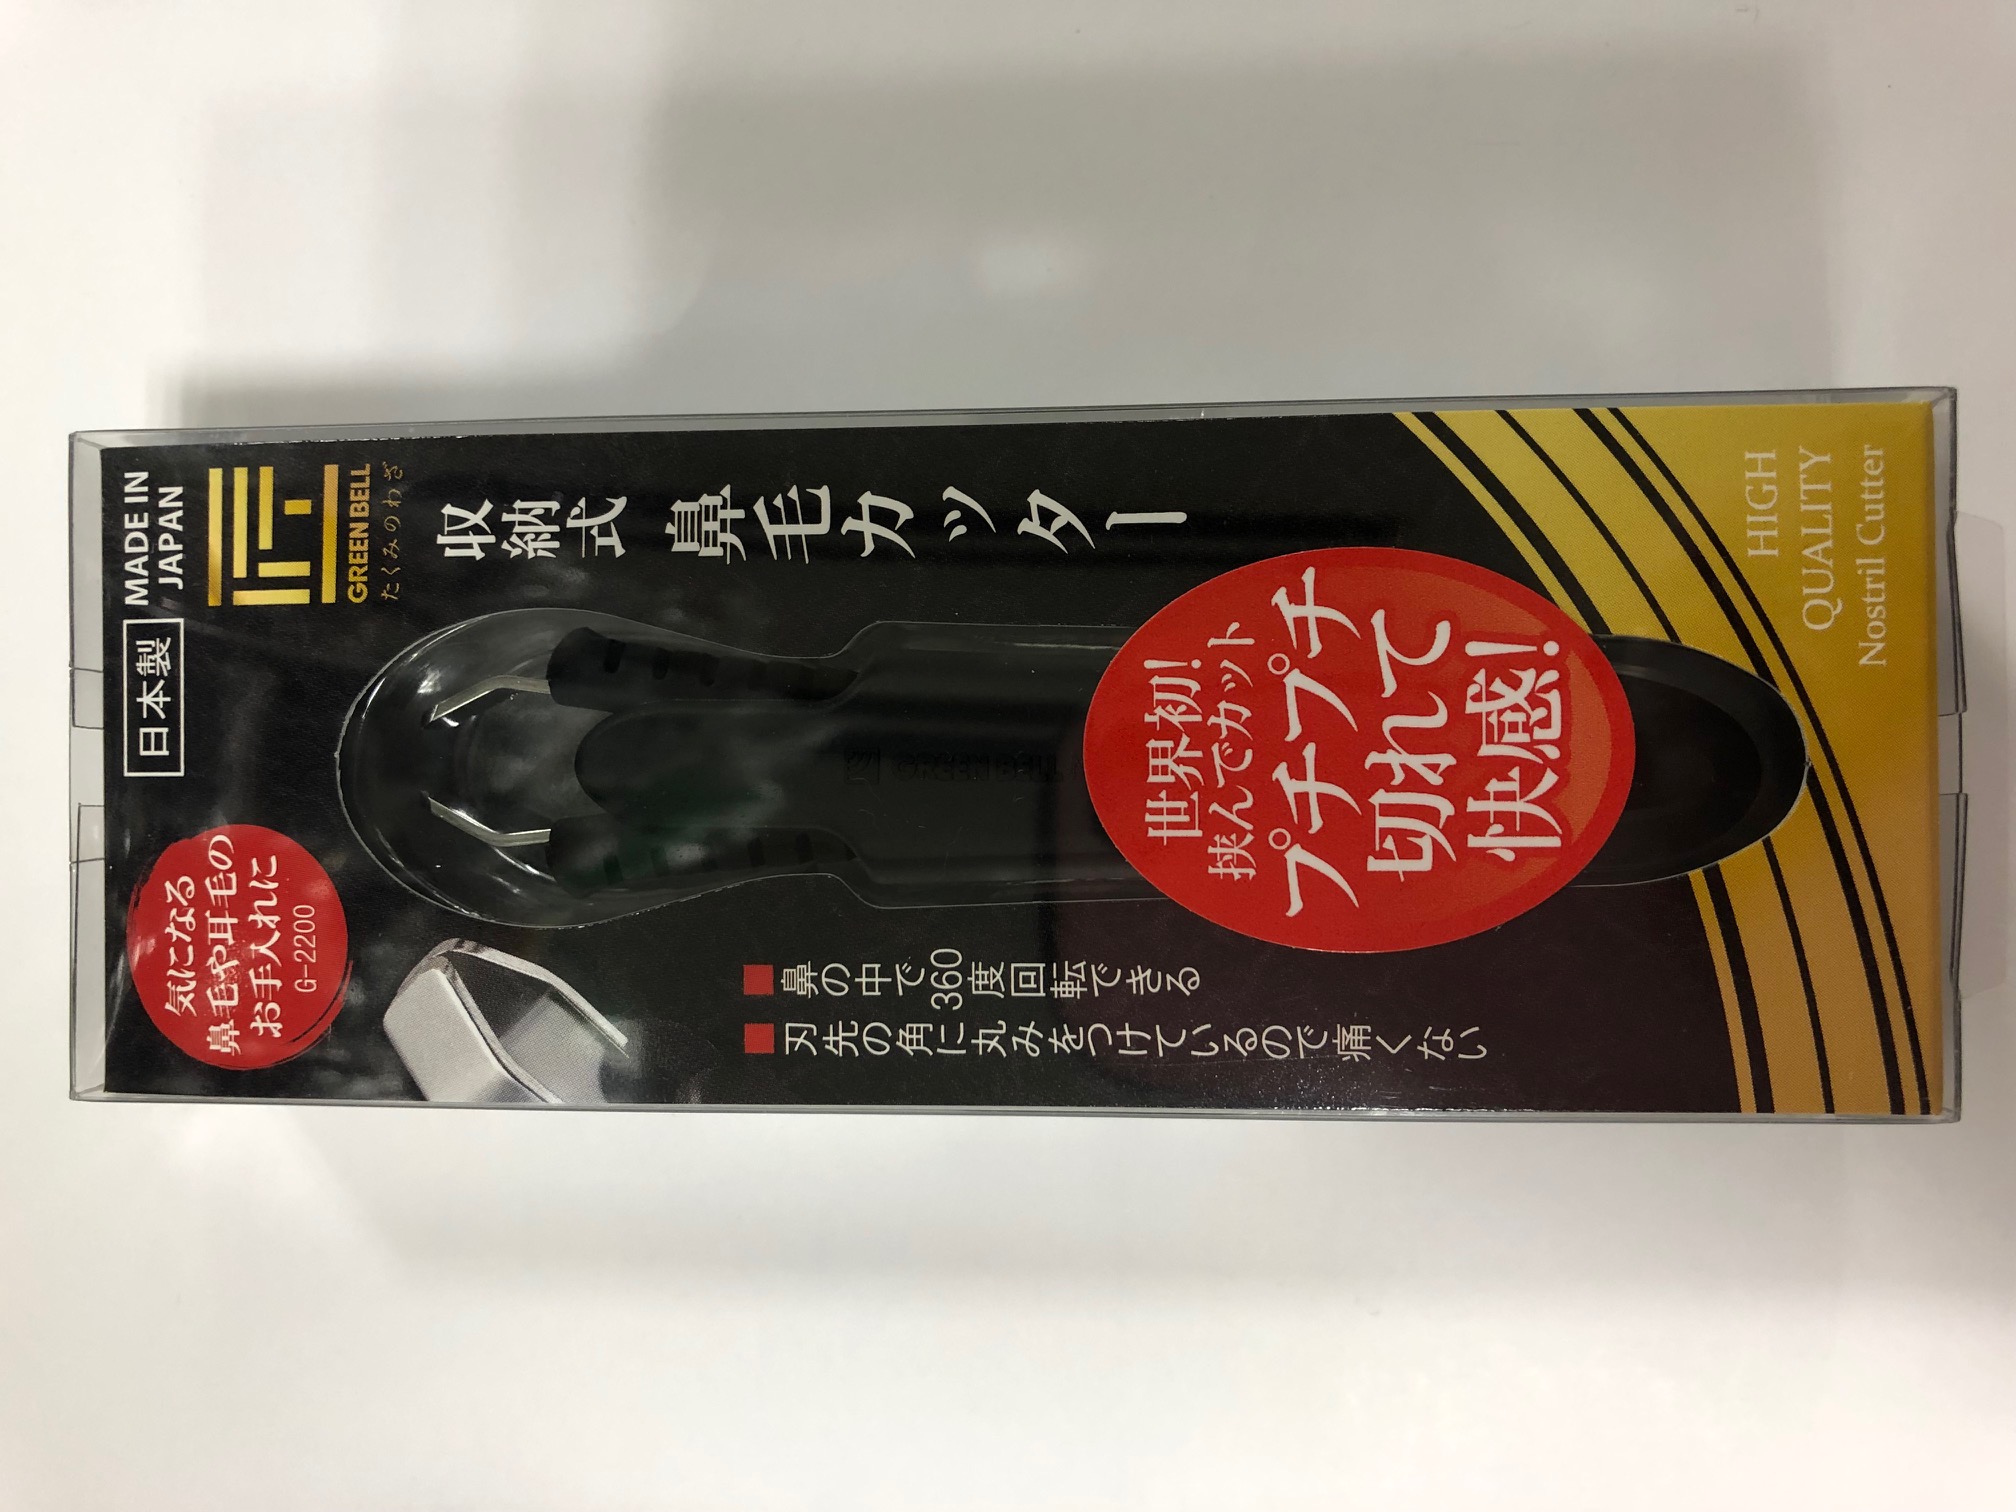 日本製
MADE IN
JAPAN
GREEN BELL
たくみのわざ
気になる
鼻毛や耳毛の
お手入れに
G-2200
収納式 鼻毛カッター
GREEN BELL
世界初!
挟んでカット
プチプチ
切れて
快感!
■鼻の中で360度回転できる
■刃先の角に丸みをつけているので痛くない
HIGH
QUALITY
Nostril Cutter